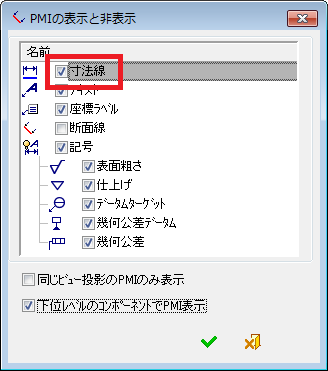 PMIの表示と非表示
名前
寸法線
テキスト
座標ラベル
断面線
記号
表面粗さ
仕上げ
データムターゲット
幾何公差データム
幾何公差
同じビュー投影のPMIのみ表示
下位レベルのコンポーネントでPMI表示